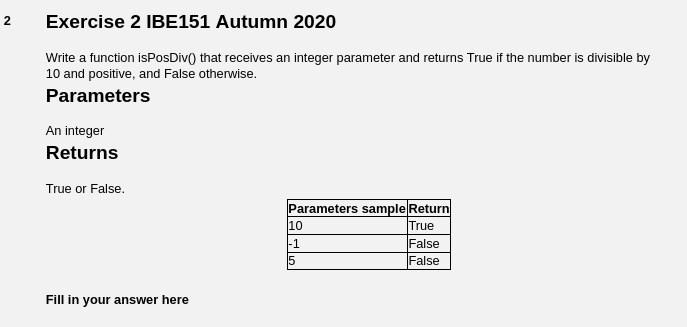 2 Exercise 2 IBE151 Autumn 2020
Write a function isPosDiv() that receives an integer parameter and returns True if the number is divisible by
10 and positive, and False otherwise.
Parameters
An integer
Returns
True or False.
Parameters sample Return
10 True
-1 False
5 False
Fill in your answer here